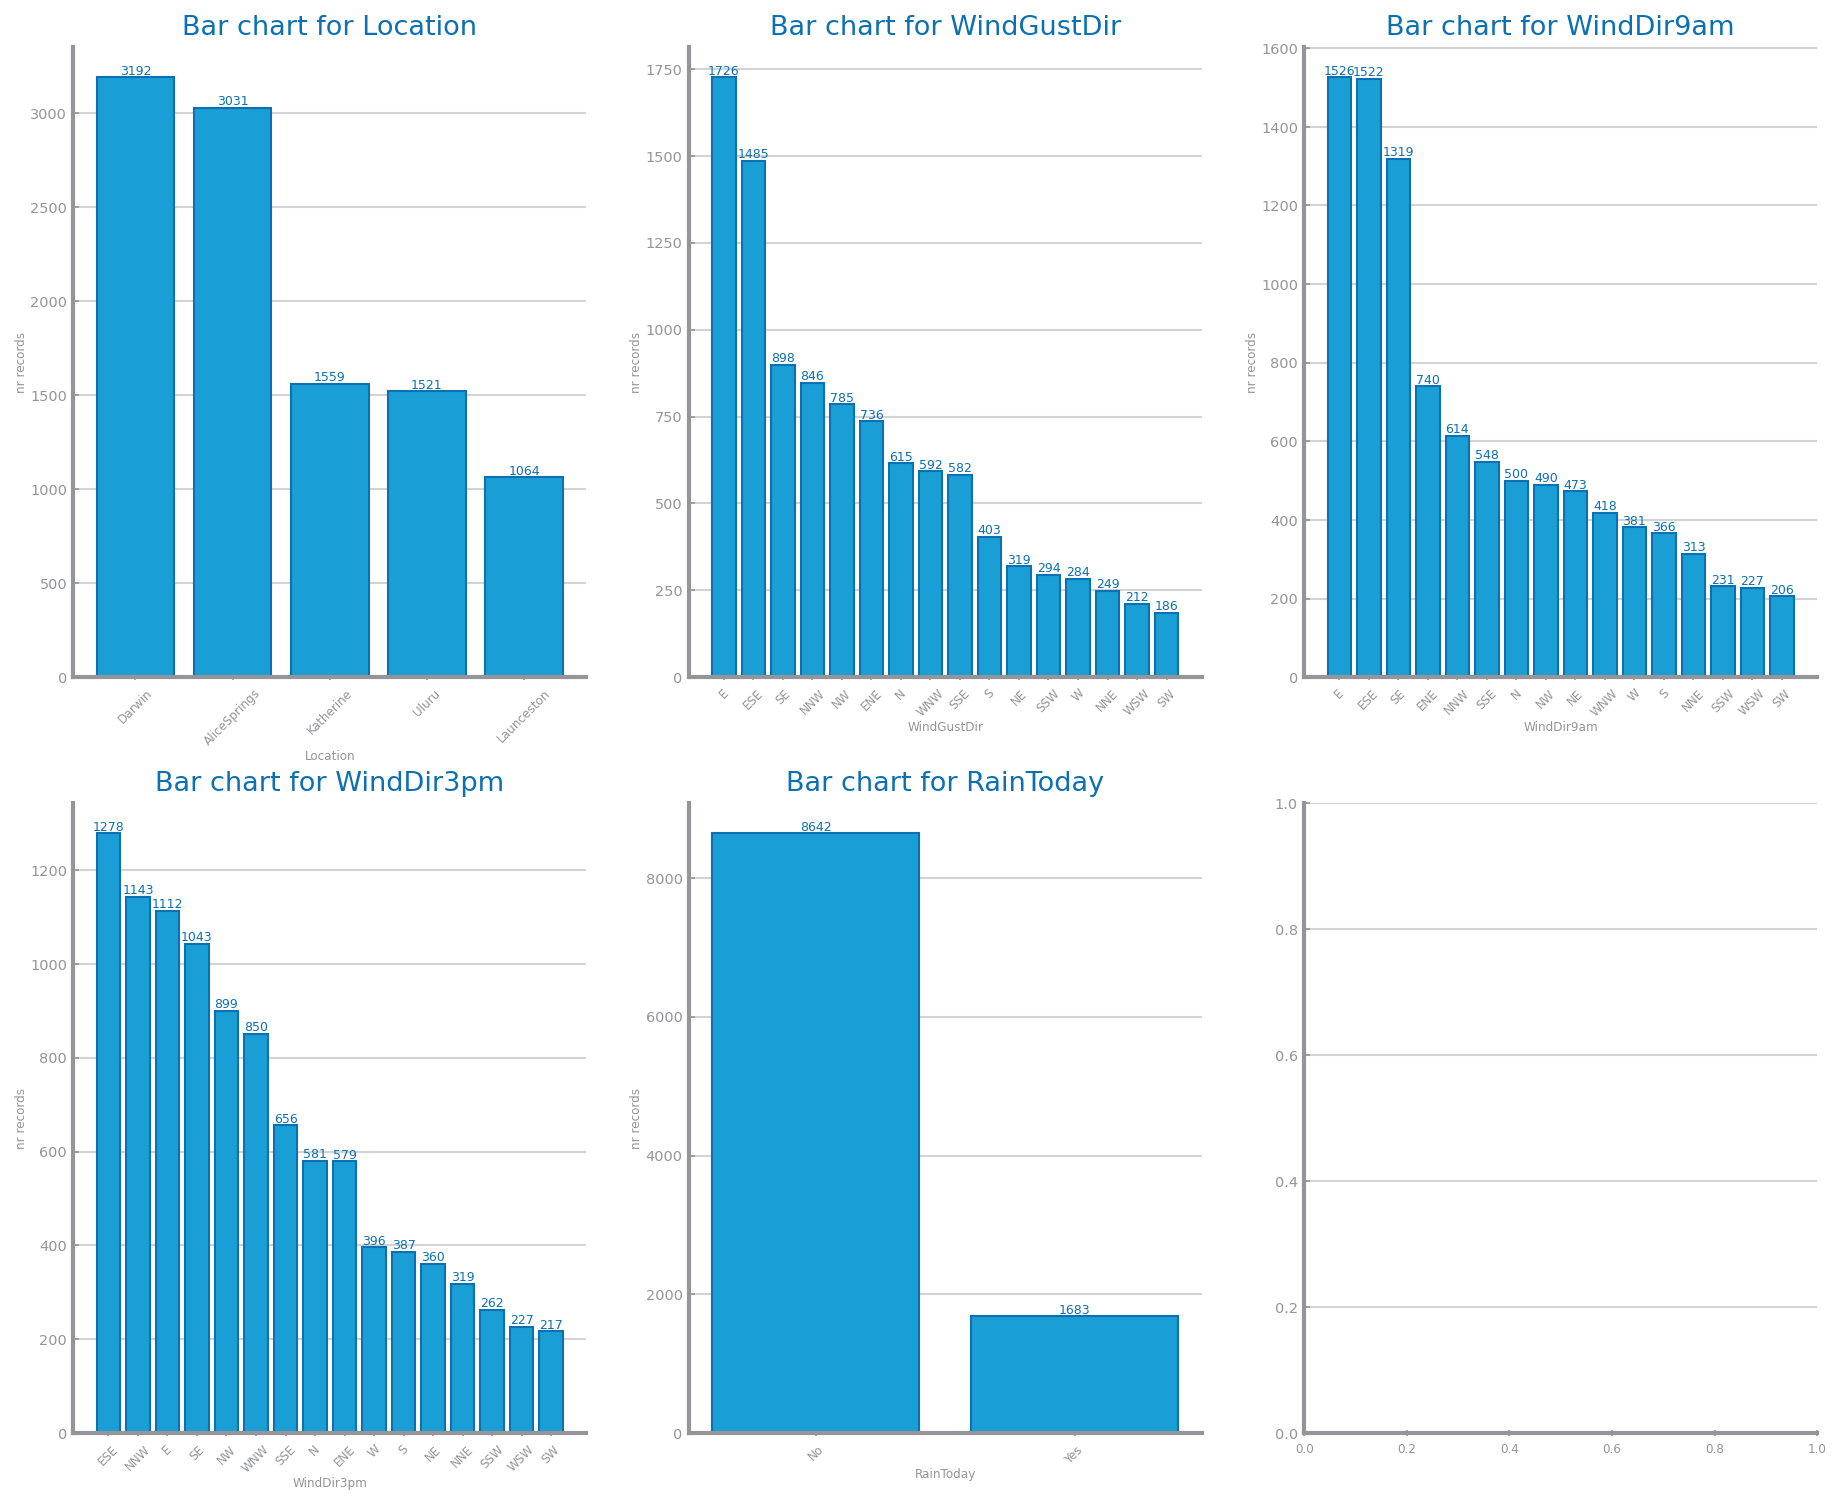 Bar chart for Location
3192
3031
1559
1521
1064
3000
2500
2000
1500
1000
500
0
nr records
Darwin
AliceSprings
Katherine
Uluru
Launceston
Location
Bar chart for WindGustDir
1726
1485
898
846
785
736
615
592
582
403
319
294
284
249
212
186
1750
1500
1250
1000
750
500
250
0
nr records
E
ESE
SE
NNW
NW
ENE
N
WNW
SSE
S
NE
SSW
W
NNE
WSW
SW
WindGustDir
Bar chart for WindDir9am
1526
1522
1319
740
614
548
500
490
473
418
381
366
313
231
227
206
1600
1400
1200
1000
800
600
400
200
0
nr records
E
ESE
SE
ENE
NNW
SSE
N
NW
NE
WNW
W
S
NNE
SSW
WSW
SW
WindDir9am
Bar chart for WindDir3pm
1278
1143
1112
1043
899
850
656
581
579
396
387
360
319
262
227
217
1200
1000
800
600
400
200
0
nr records
ESE
NNW
E
SE
NW
WNW
SSE
N
ENE
W
S
NE
NNE
SSW
WSW
SW
WindDir3pm
Bar chart for RainToday
8642
1683
8000
6000
4000
2000
0
nr records
No
Yes
RainToday
1.0
0.8
0.6
0.4
0.2
0.0
0.0
0.2
0.4
0.6
0.8
1.0